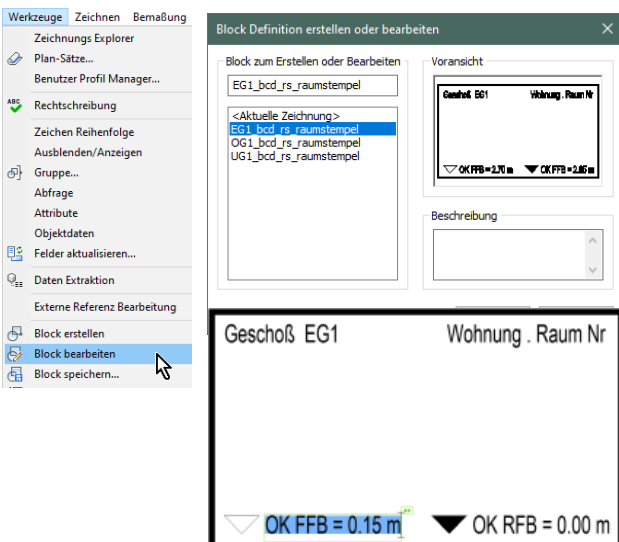 Werkzeuge Zeichnen Bemaßung
Zeichnungs Explorer
Plan-Sätze...
Benutzer Profil Manager...
ABC
Rechtschreibung
Zeichen Reihenfolge
Ausblenden/Anzeigen
Gruppe...
Abfrage
Attribute
Objektdaten
Felder aktualisieren...
Daten Extraktion
Externe Referenz Bearbeitung
Block erstellen
Block bearbeiten
Block speichern...
Block Definition erstellen oder bearbeiten
Block zum Erstellen oder Bearbeiten
EG1_bcd_rs_raumstempel
<Aktuelle Zeichnung>
EG1_bcd_rs_raumstempel
OG1_bcd_rs_raumstempel
UG1_bcd_rs_raumstempel
Voransicht
Geschoß EG1 Wohnung . Raum Nr
OK FFB = 2.70 m OK FFB = 2.85 m
Beschreibung
Geschoß EG1 Wohnung . Raum Nr
OK FFB = 0.15 m OK RFB = 0.00 m